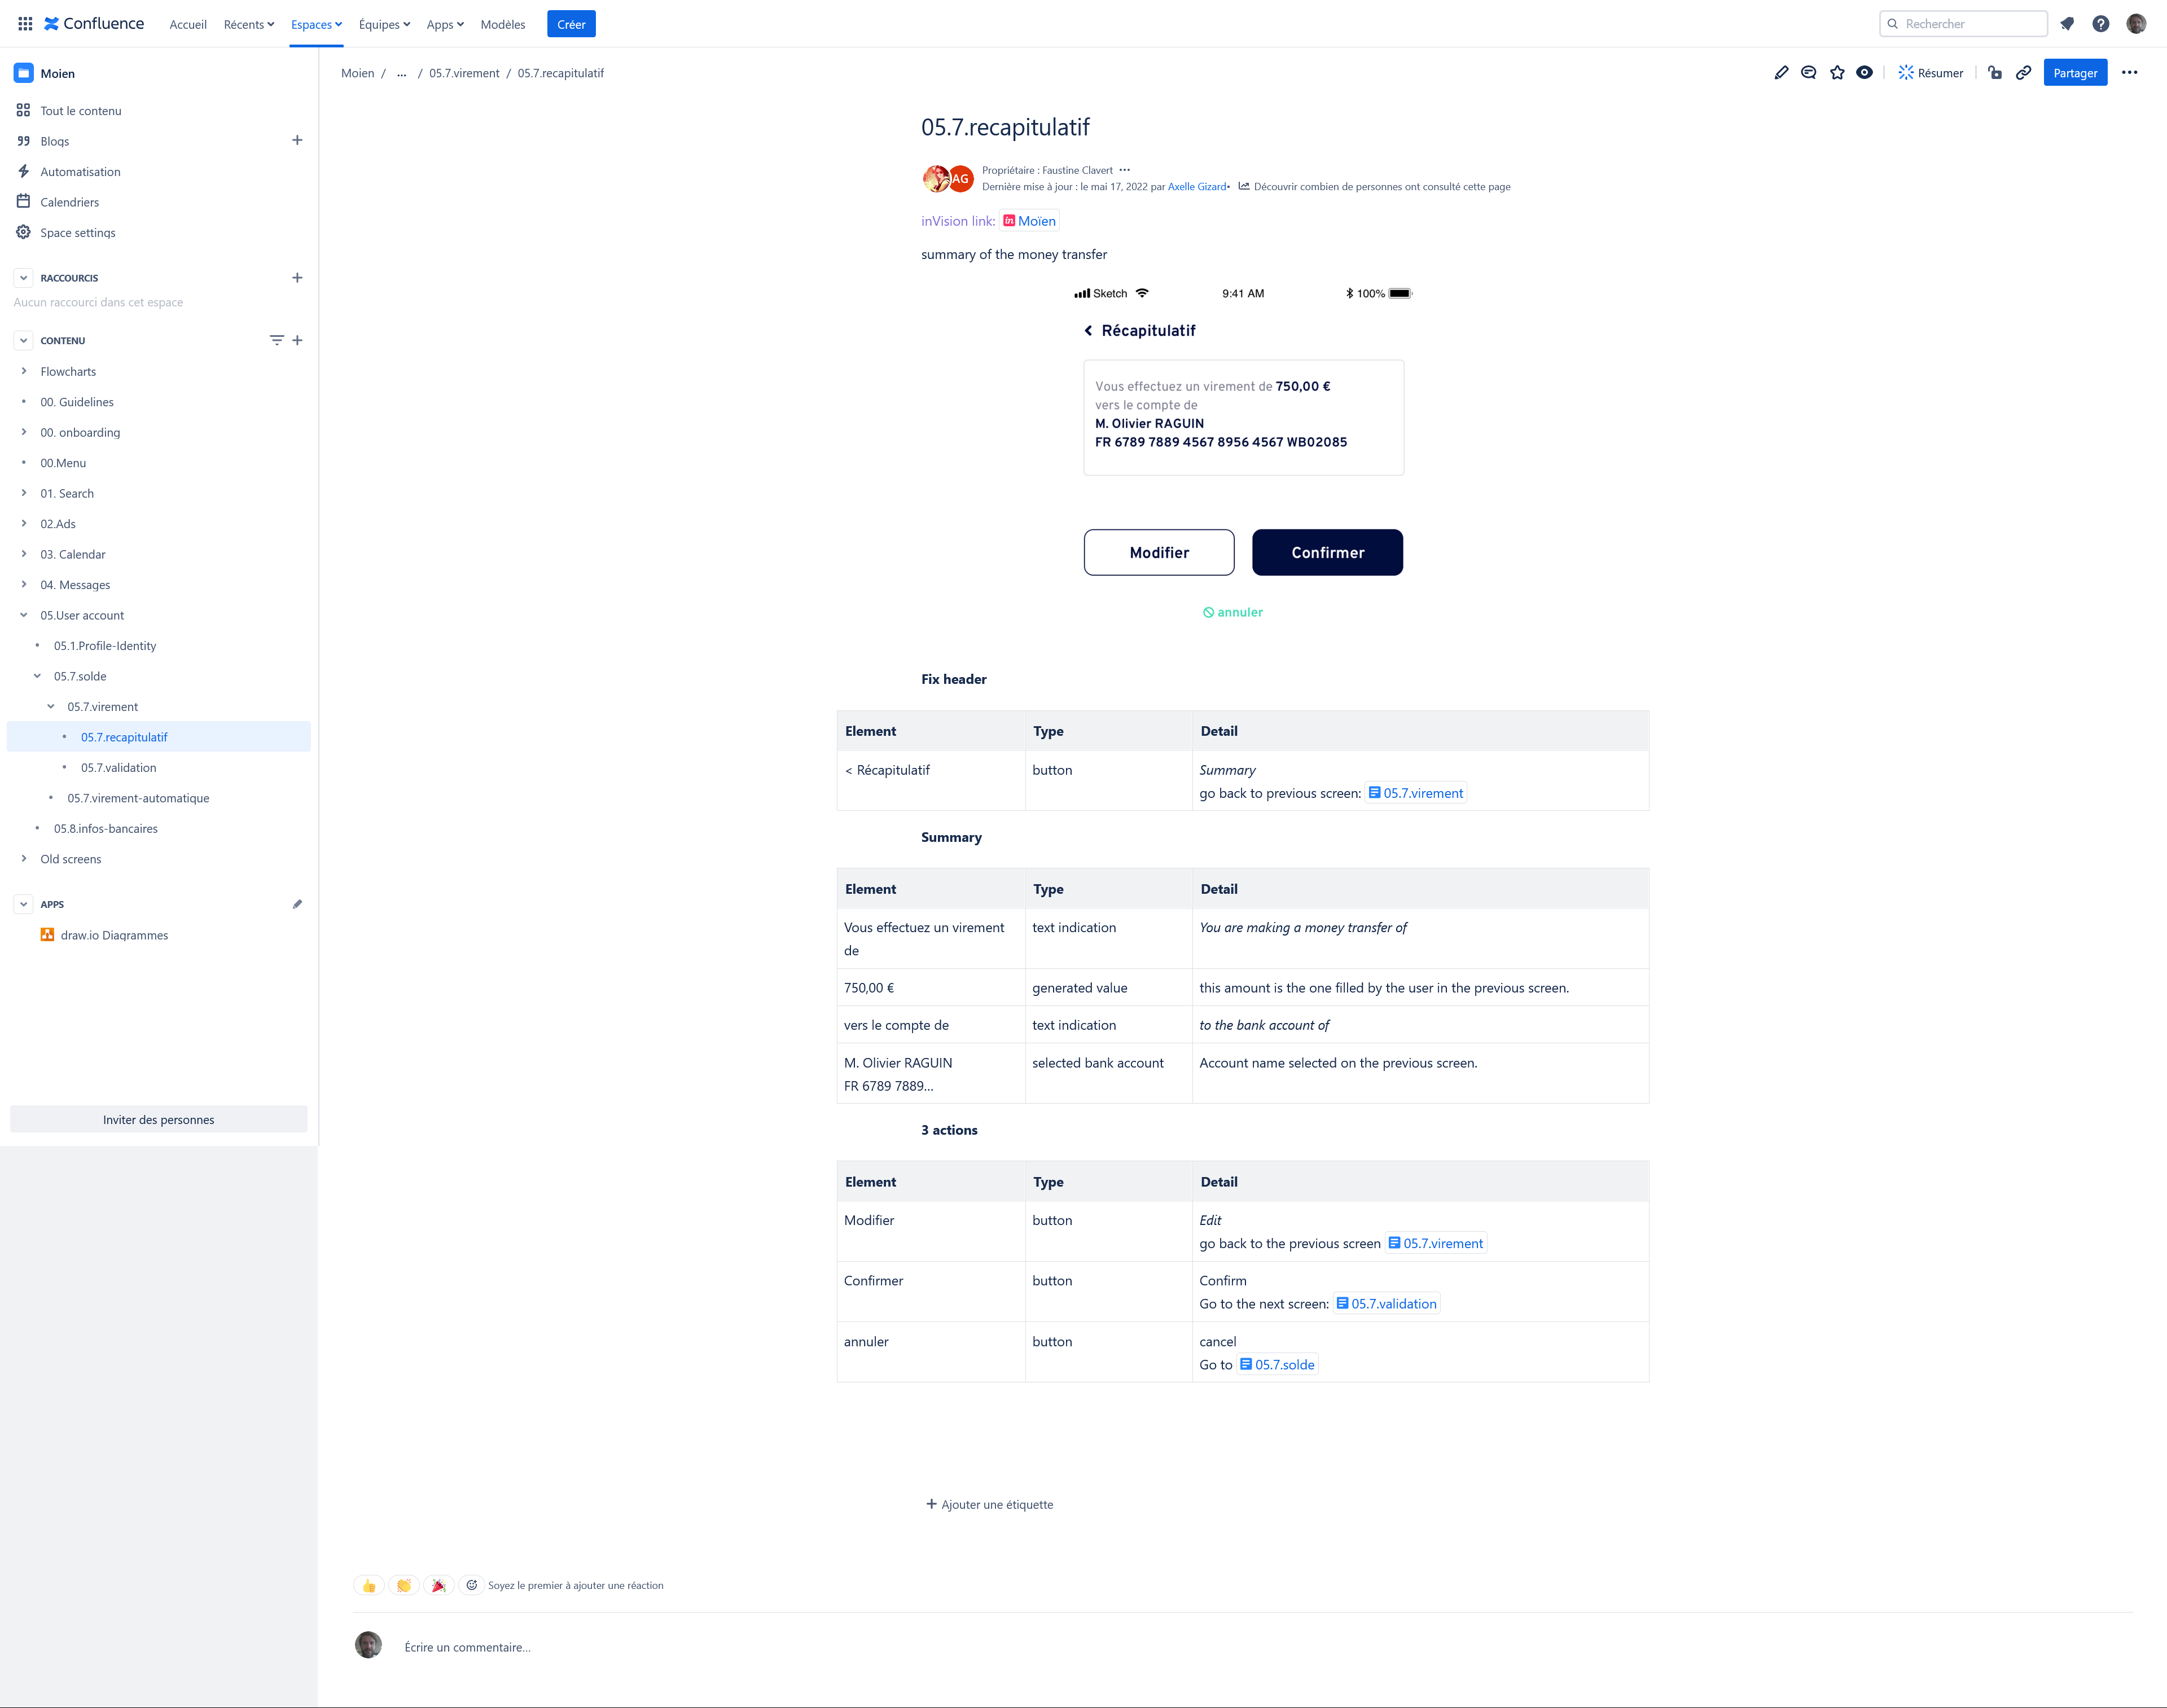 Confluence
Accueil
Récents
Espaces
Équipes
Apps
Modèles
Créer
Rechercher
Moien
Tout le contenu
Blogs
Automatisation
Calendriers
Space settings
RACCOURCIS
Aucun raccourci dans cet espace
CONTENU
Flowcharts
00. Guidelines
00. onboarding
00.Menu
01. Search
02.Ads
03. Calendar
04. Messages
05.User account
05.1.Profile-Identity
05.7.solde
05.7.virement
05.7.recapitulatif
05.7.validation
05.7.virement-automatique
05.8.infos-bancaires
Old screens
APPS
draw.io Diagrammes
Inviter des personnes
Moien / ... / 05.7.virement / 05.7.recapitulatif
Résumer
Partager
05.7.recapitulatif
AG
Propriétaire : Faustine Clavert
Dernière mise à jour : le mai 17, 2022 par Axelle Gizard• Découvrir combien de personnes ont consulté cette page
inVision link: in Moïen
summary of the money transfer
Sketch 9:41 AM 100%
Récapitulatif
Vous effectuez un virement de 750,00 €
vers le compte de
M. Olivier RAGUIN
FR 6789 7889 4567 8956 4567 WB02085
Modifier
Confirmer
annuler
Fix header
Element Type Detail
< Récapitulatif button Summary
go back to previous screen: 05.7.virement
Summary
Element Type Detail
Vous effectuez un virement text indication You are making a money transfer of
de
750,00 € generated value this amount is the one filled by the user in the previous screen.
vers le compte de text indication to the bank account of
M. Olivier RAGUIN selected bank account Account name selected on the previous screen.
FR 6789 7889...
3 actions
Element Type Detail
Modifier button Edit
go back to the previous screen 05.7.virement
Confirmer button Confirm
Go to the next screen: 05.7.validation
annuler button cancel
Go to 05.7.solde
Ajouter une étiquette
Soyez le premier à ajouter une réaction
Écrire un commentaire...